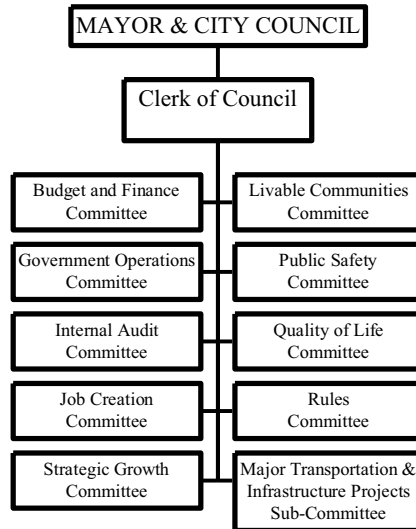 MAYOR & CITY COUNCIL
Clerk of Council
Budget and Finance
Committee
Livable Communities
Committee
Government Operations
Committee
Public Safety
Committee
Internal Audit
Committee
Quality of Life
Committee
Job Creation
Committee
Rules
Committee
Strategic Growth
Committee
Major Transportation &
Infrastructure Projects
Sub-Committee